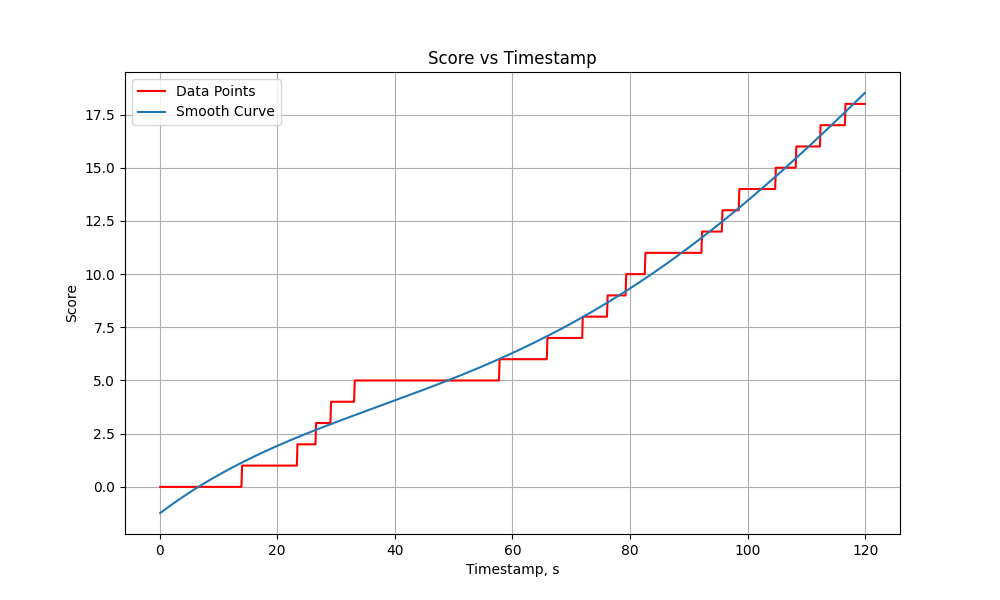 Score vs Timestamp
Data Points
Smooth Curve
Score
17.5
15.0
12.5
10.0
7.5
5.0
2.5
0.0
0 20 40 60 80 100 120
Timestamp, s